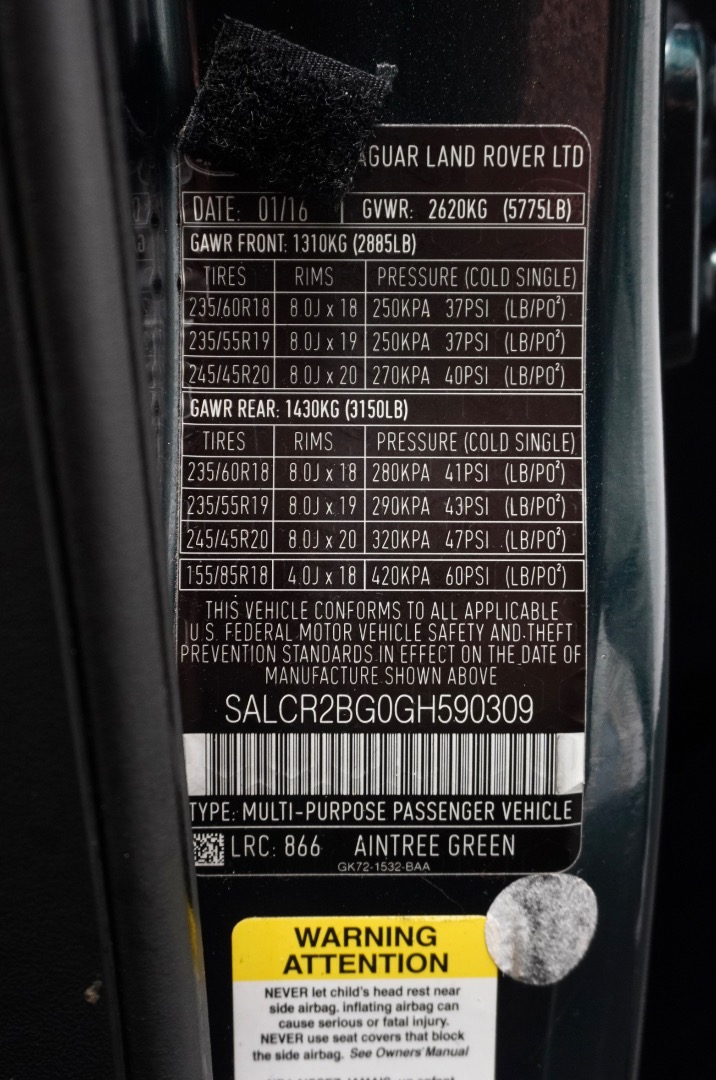 AGUAR LAND ROVER LTD
DATE: 01/16 GVWR: 2620KG (5775LB)
GAWR FRONT: 1310KG (2885LB)
TIRES RIMS PRESSURE (COLD SINGLE)
235/60R18 8.0J x 18 250KPA 37PSI (LB/PO²)
235/55R19 8.0J x 19 250KPA 37PSI (LB/PO²)
245/45R20 8.0J x 20 270KPA 40PSI (LB/PO²)
GAWR REAR: 1430KG (3150LB)
TIRES RIMS PRESSURE (COLD SINGLE)
235/60R18 8.0J x 18 280KPA 41PSI (LB/PO²)
235/55R19 8.0J x 19 290KPA 43PSI (LB/PO²)
245/45R20 8.0J x 20 320KPA 47PSI (LB/PO²)
155/85R18 4.0J x 18 420KPA 60PSI (LB/PO²)
THIS VEHICLE CONFORMS TO ALL APPLICABLE
U.S. FEDERAL MOTOR VEHICLE SAFETY AND THEFT
PREVENTION STANDARDS IN EFFECT ON THE DATE OF
MANUFACTURE SHOWN ABOVE
SALCR2BG0GH590309
TYPE: MULTI-PURPOSE PASSENGER VEHICLE
LRC: 866 AINTREE GREEN
GK72-1532-BAA
WARNING
ATTENTION
NEVER let child's head rest near
side airbag, inflating airbag can
cause serious or fatal injury.
NEVER use seat covers that block
the side airbag. See Owners Manual